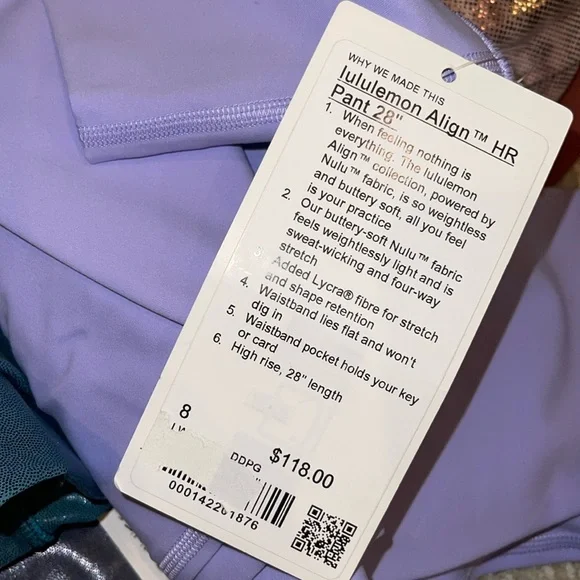 WHY WE MADE THIS
lululemon Align™ HR
Pant 28"
1. When feeling nothing is
everything. The lululemon
Align™ collection, powered by
Nulu™ fabric, is so weightless
and buttery soft, all you feel
is your practice
2. Our buttery-soft Nulu™ fabric
feels weightlessly light and is
sweat-wicking and four-way
stretch
Added Lycra® fibre for stretch
and shape retention
4. Waistband lies flat and won't
dig in
5. Waistband pocket holds your key
or card
6. High rise, 28" length
8
DDPG
$118.00
000142261876